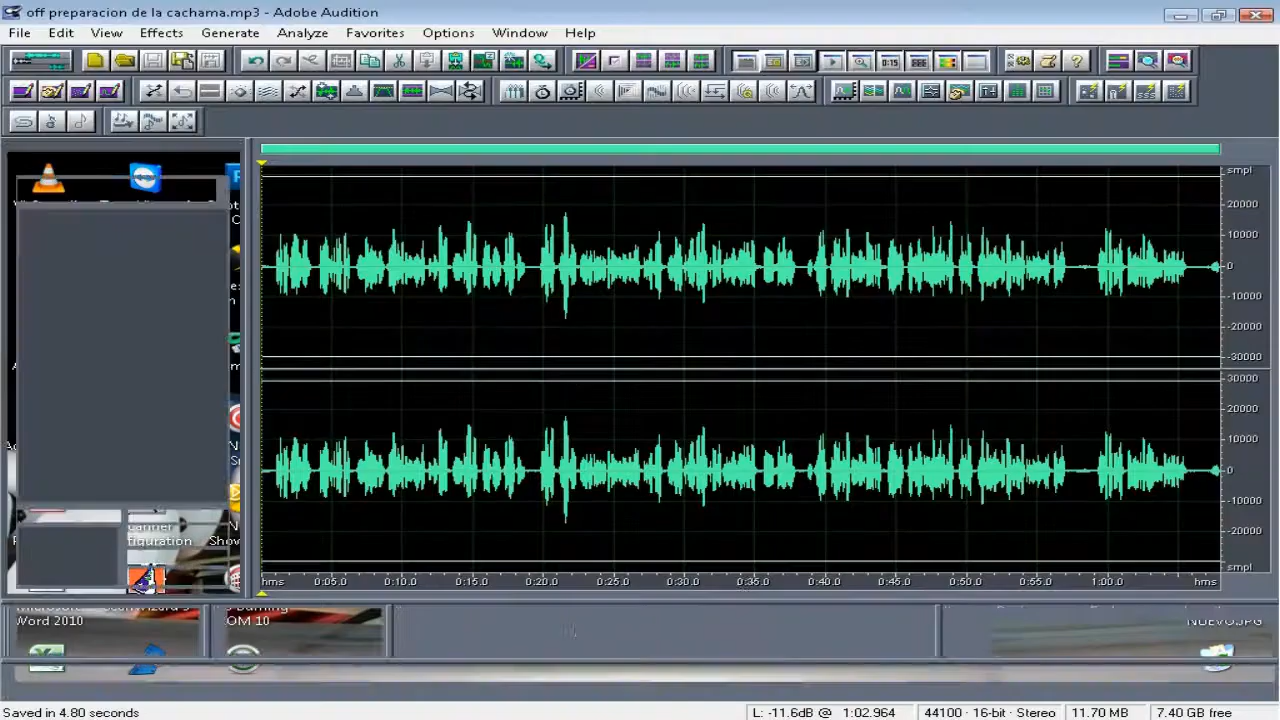 off preparacion de la cachama.mp3 - Adobe Audition
File Edit View Effects Generate Analyze Favorites Options Window Help
0:15
smpl
20000
10000
0
-10000
-20000
-30000
30000
20000
10000
0
-10000
-20000
smpl
hms 0:05.0 0:10.0 0:15.0 0:20.0 0:25.0 0:30.0 0:35.0 0:40.0 0:45.0 0:50.0 0:55.0 1:00.0 hms
Word 2010
OM 10
NUEVO.JPG
Saved in 4.80 seconds
L: -11.6dB @ 1:02.964
44100 · 16-bit · Stereo
11.70 MB
7.40 GB free